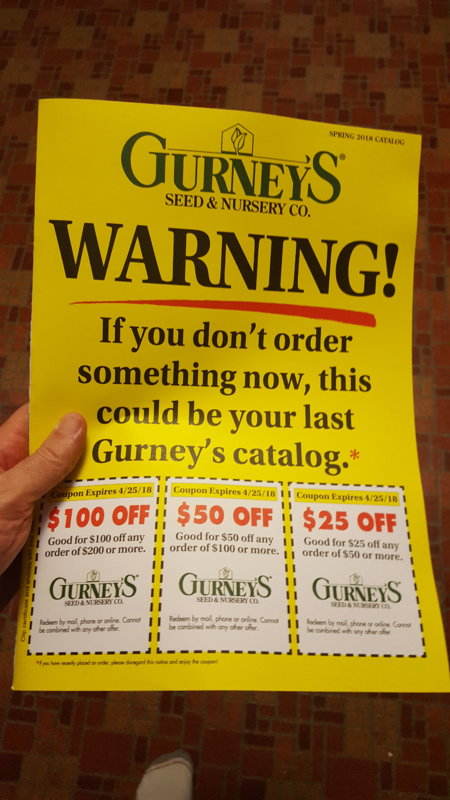 SPRING 2018 CATALOG
GURNEY'S®
SEED & NURSERY CO.
WARNING!
If you don't order
something now, this
could be your last
Gurney's catalog.*
Coupon Expires 4/25/18
$100 OFF
Good for $100 off any
order of $200 or more.
GURNEY'S
SEED & NURSERY CO.
Redeem by mail, phone or online. Cannot
be combined with any other offer.
Coupon Expires 4/25/18
$50 OFF
Good for $50 off any
order of $100 or more.
GURNEY'S
SEED & NURSERY CO.
Redeem by mail, phone or online. Cannot
be combined with any other offer.
Coupon Expires 4/25/18
$25 OFF
Good for $25 off any
order of $50 or more.
GURNEY'S
SEED & NURSERY CO.
Redeem by mail, phone or online. Cannot
be combined with any other offer.
Clip certificate and
*If you have recently placed an order, please disregard this notice and enjoy the coupon!